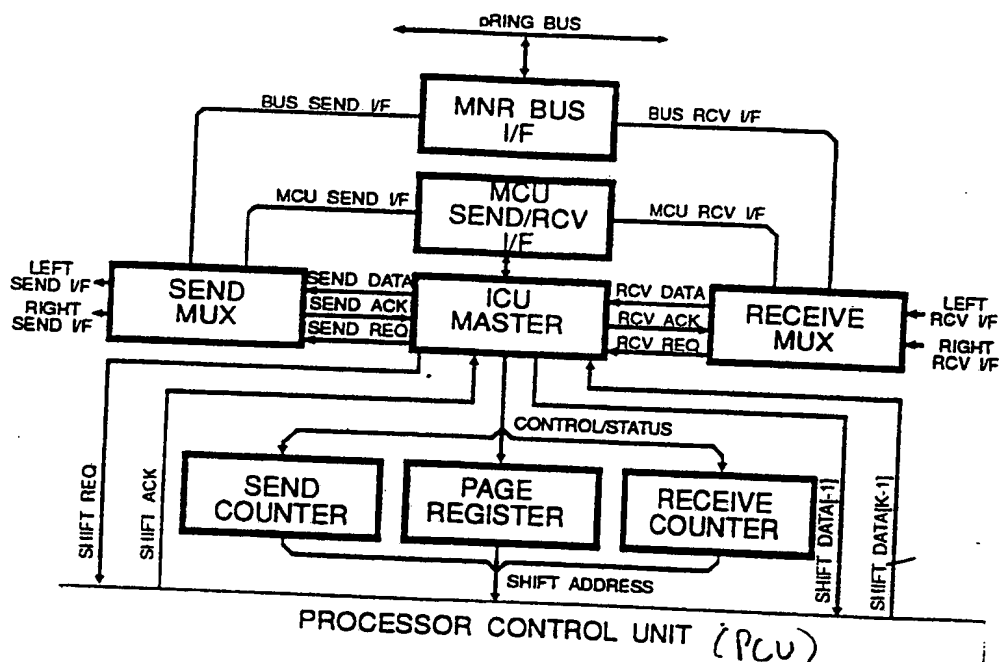 pRING BUS
BUS SEND I/F
MNR BUS
I/F
BUS RCV I/F
MCU SEND I/F
MCU
SEND/RCV
I/F
MCU RCV I/F
LEFT
SEND I/F
RIGHT
SEND I/F
SEND
MUX
SEND DATA
SEND ACK
SEND REQ
ICU
MASTER
RCV DATA
RCV ACK
RCV REQ
RECEIVE
MUX
LEFT
RCV I/F
RIGHT
RCV I/F
CONTROL/STATUS
SHIFT REQ
SHIFT ACK
SEND
COUNTER
PAGE
REGISTER
RECEIVE
COUNTER
SHIFT DATA[-1]
SHIFT DATA[K-1]
SHIFT ADDRESS
PROCESSOR CONTROL UNIT (PCU)